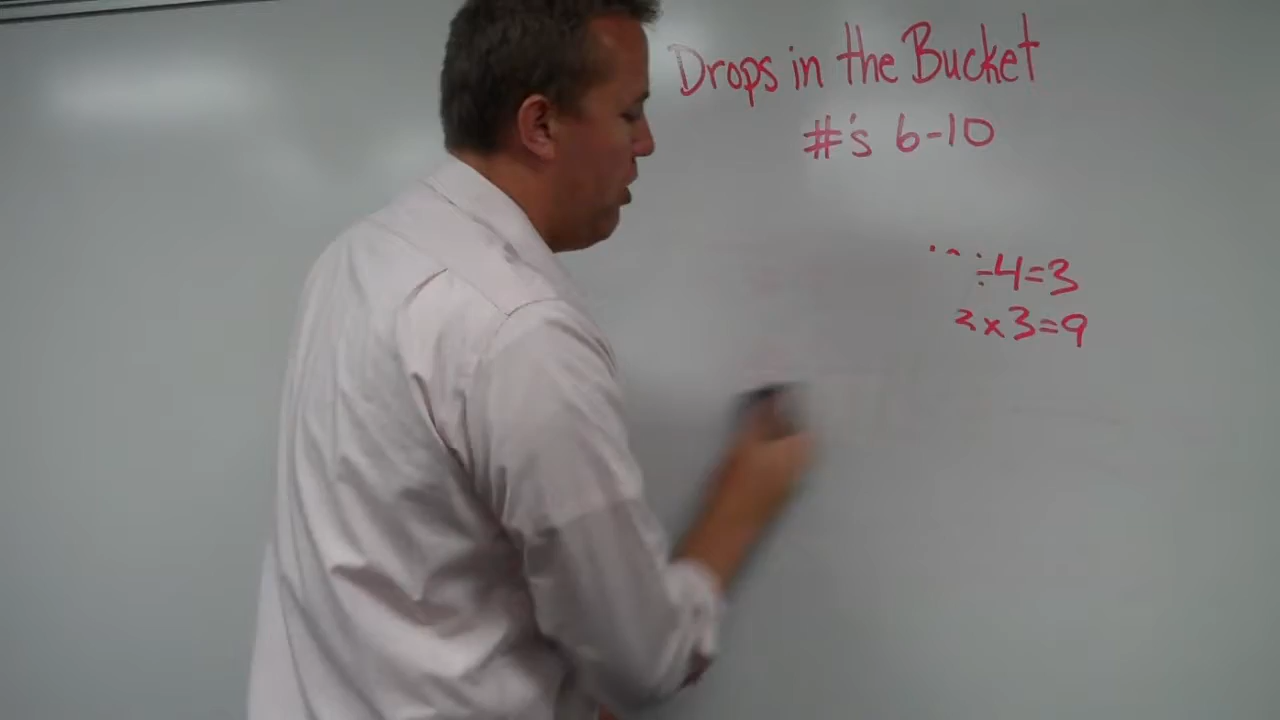 Drops in the Bucket
#'s 6-10
÷4=3
x3=9